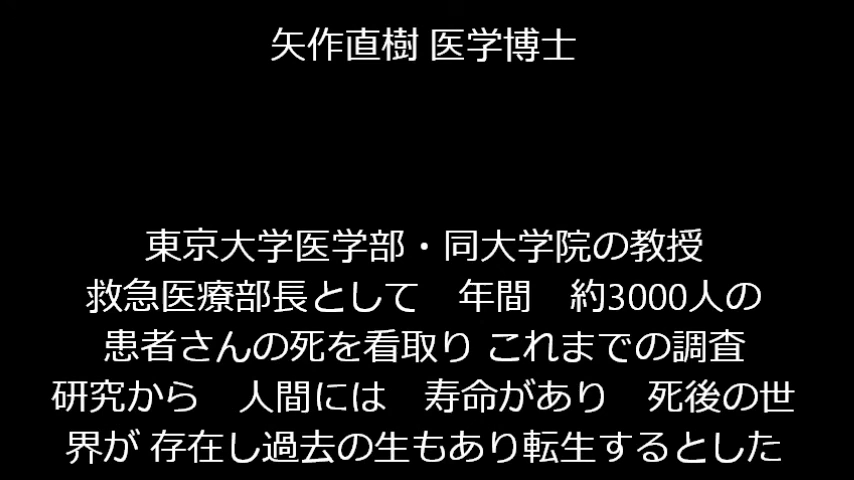 矢作直樹 医学博士
東京大学医学部・同大学院の教授
救急医療部長として　年間　約3000人の
患者さんの死を看取り これまでの調査
研究から　人間には　寿命があり　死後の世
界が 存在し過去の生もあり転生するとした